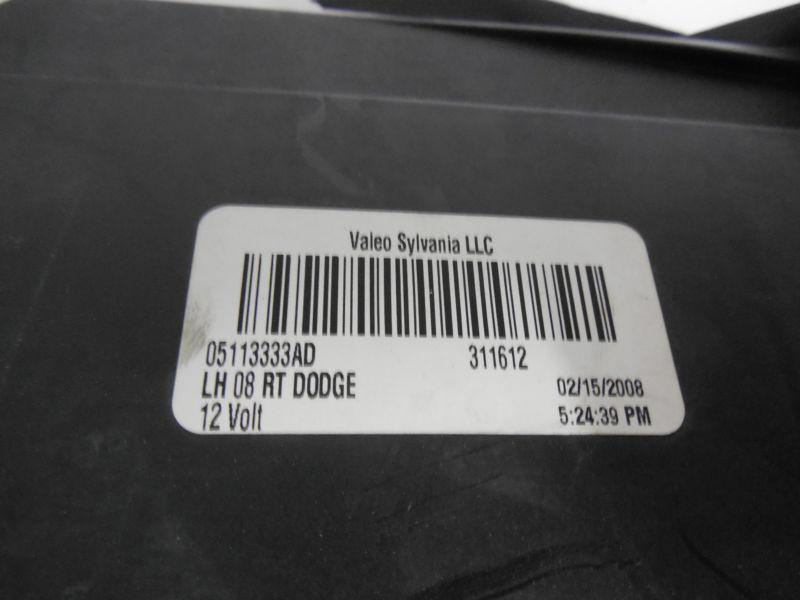 Valeo Sylvania LLC
05113333AD 311612
LH 08 RT DODGE 02/15/2008
12 Volt 5:24:39 PM